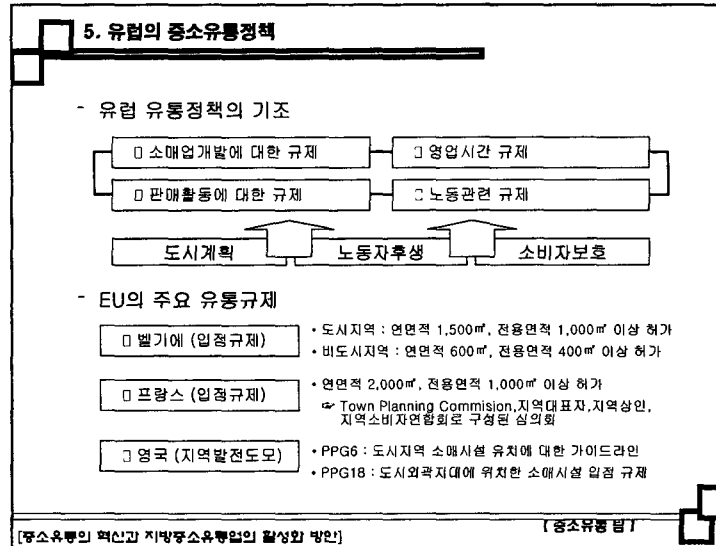 5. 유럽의 중소유통정책
- 유럽 유통정책의 기조
□ 소매업개발에 대한 규제
□ 영업시간 규제
□ 판매활동에 대한 규제
□ 노동관련 규제
도시계획
노동자후생
소비자보호
- EU의 주요 유통규제
□ 벨기에 (입점규제)
• 도시지역 : 연면적 1,500㎡, 전용면적 1,000㎡ 이상 허가
• 비도시지역 : 연면적 600㎡, 전용면적 400㎡ 이상 허가
□ 프랑스 (입점규제)
• 연면적 2,000㎡, 전용면적 1,000㎡ 이상 허가
☞ Town Planning Commision,지역대표자,지역상인,
지역소비자연합회로 구성된 심의회
□ 영국 (지역발전도모)
• PPG6 : 도시지역 소매시설 유치에 대한 가이드라인
• PPG18 : 도시외곽지대에 위치한 소매시설 입점 규제
[중소유통의 혁신과 지방중소유통업의 활성화 방안]
[ 중소유통 팀 ]